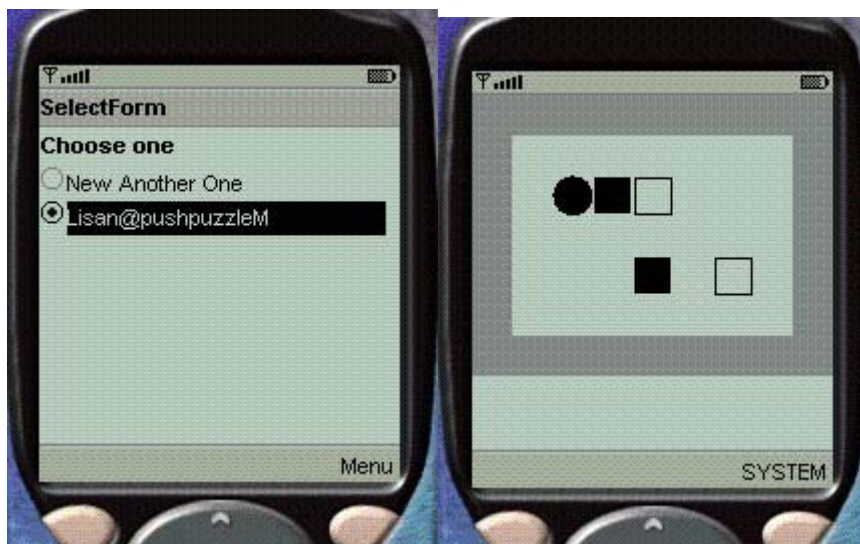 SelectForm
Choose one
New Another One
Lisan@pushpuzzleM
Menu
SYSTEM